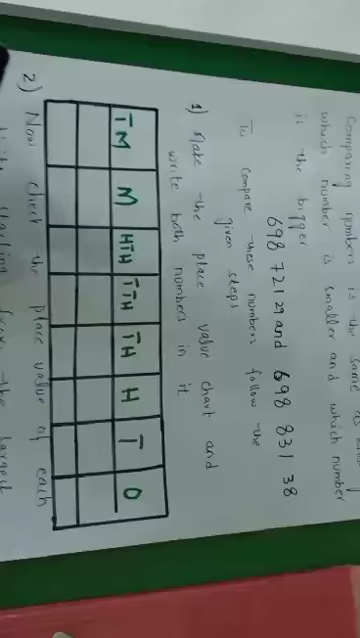 Comparing numbers is the same as
which number is smaller and which number
is the bigger
698 721 29 and 698 831 38
To compare these numbers follow the
given steps
1) Make the place value chart and
write both numbers in it
TM M HTH TTH TH H T O
2) Now check the place value of each
starting from the largest